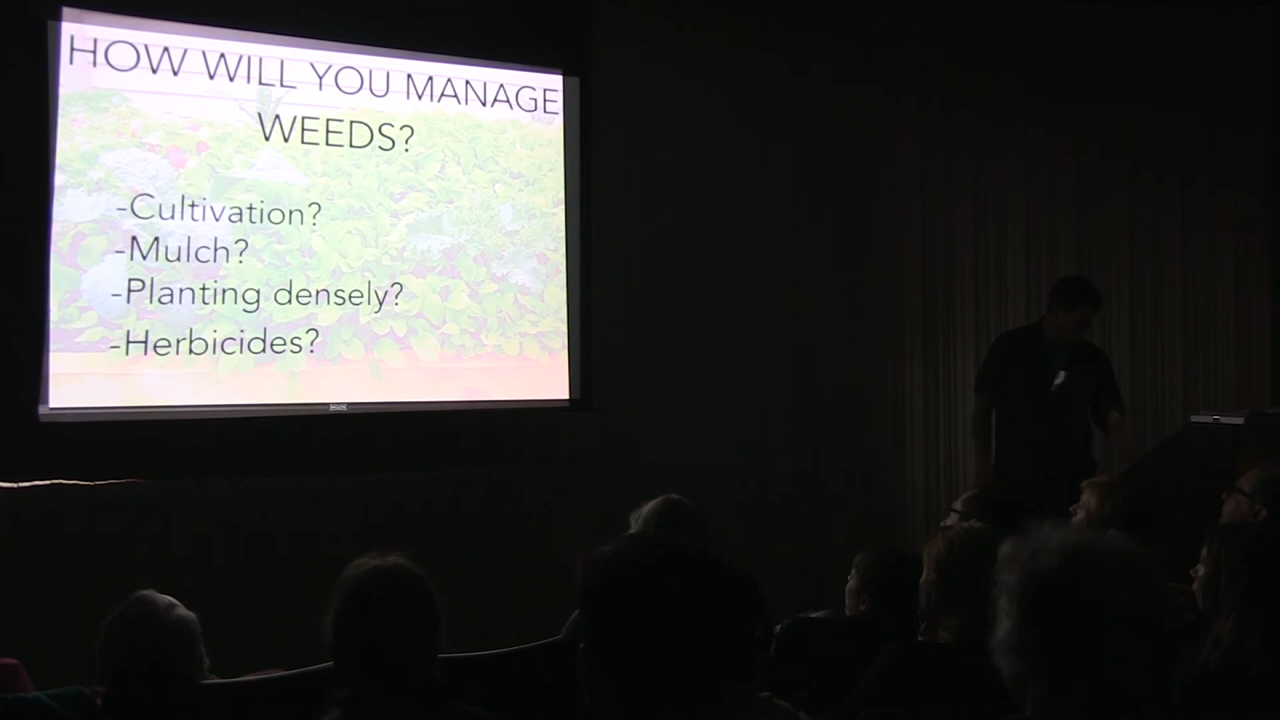 HOW WILL YOU MANAGE
WEEDS?
-Cultivation?
-Mulch?
-Planting densely?
-Herbicides?